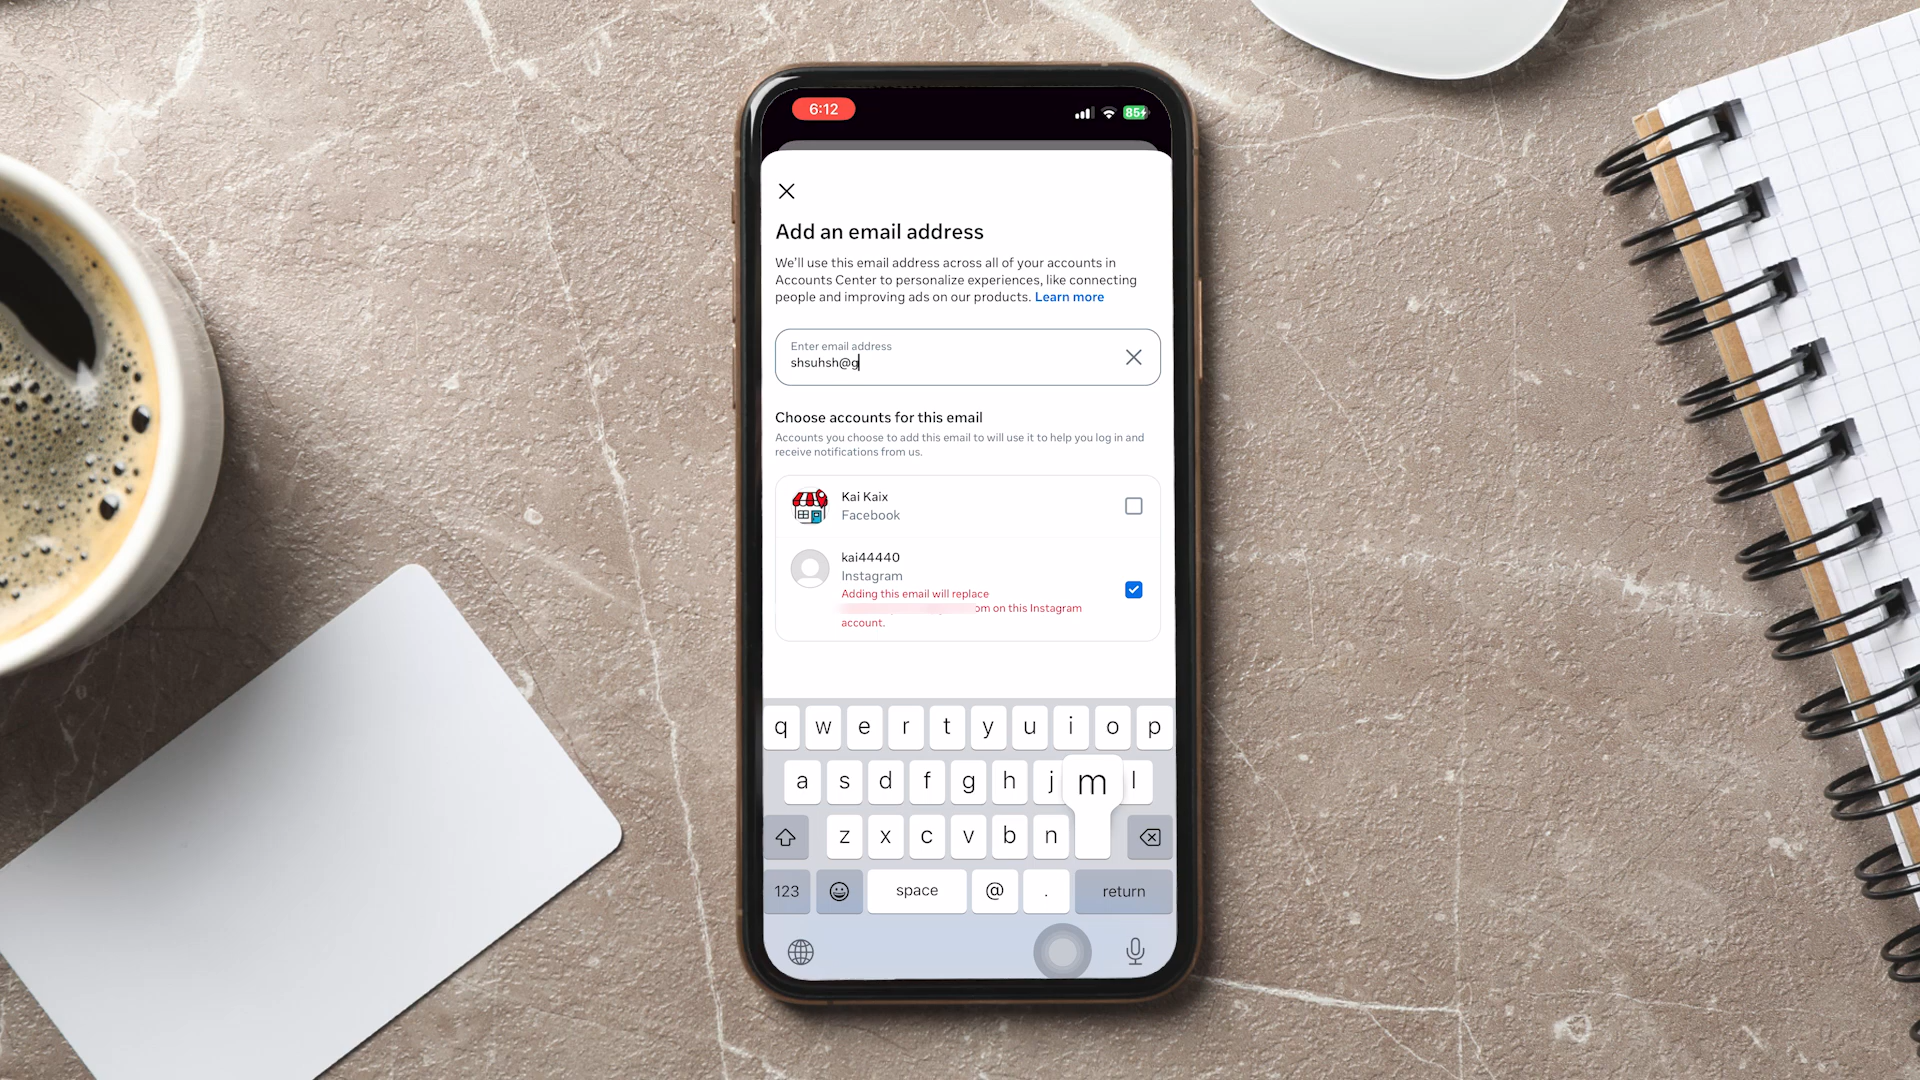 6:12
85
Add an email address
We'll use this email address across all of your accounts in
Accounts Center to personalize experiences, like connecting
people and improving ads on our products. Learn more
Enter email address
shsuhsh@g
Choose accounts for this email
Accounts you choose to add this email to will use it to help you log in and
receive notifications from us.
Kai Kaix
Facebook
kai44440
Instagram
Adding this email will replace
om on this Instagram
account.
q w e r t y u i o p
a s d f g h j m l
z x c v b n
123 space @ . return